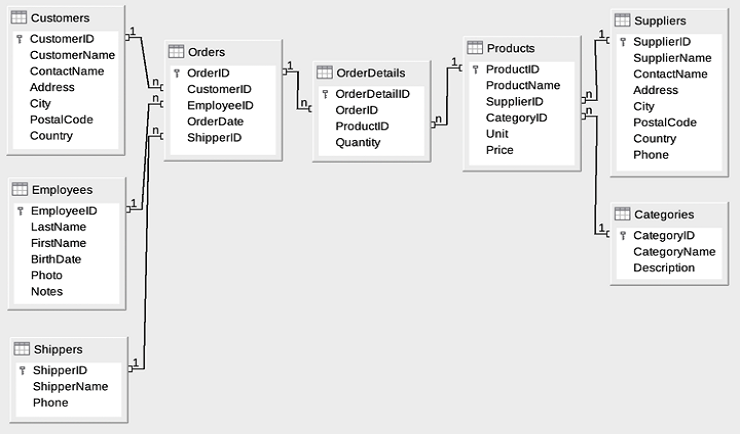 Customers
CustomerID
CustomerName
ContactName
Address
City
PostalCode
Country
1
n
Employees
EmployeeID
LastName
FirstName
BirthDate
Photo
Notes
1
n
Shippers
ShipperID
ShipperName
Phone
1
n
Orders
OrderID
CustomerID
EmployeeID
OrderDate
ShipperID
1
n
OrderDetails
OrderDetailID
OrderID
ProductID
Quantity
n
1
Products
ProductID
ProductName
SupplierID
CategoryID
Unit
Price
n
1
n
1
Suppliers
SupplierID
SupplierName
ContactName
Address
City
PostalCode
Country
Phone
Categories
CategoryID
CategoryName
Description